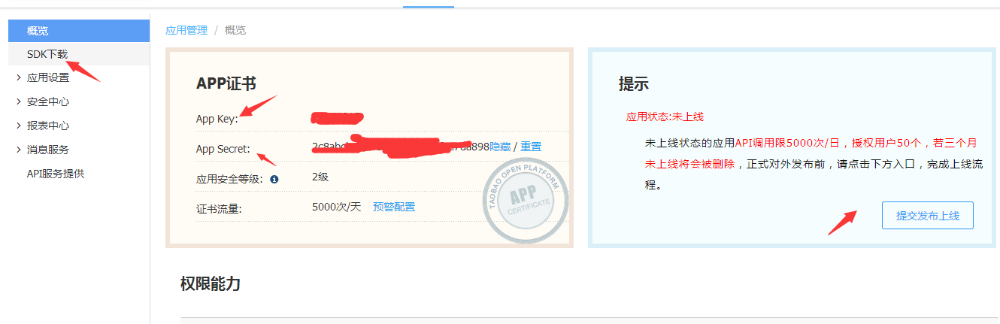 概览
SDK下载
应用设置
安全中心
报表中心
消息服务
API服务提供
应用管理 / 概览
APP证书
App Key:
App Secret:
隐藏 / 重置
应用安全等级:
2级
证书流量:
5000次/天 预警配置
TAOBAO OPEN PLATFORM
APP
CERTIFICATE
提示
应用状态:未上线
未上线状态的应用API调用限5000次/日，授权用户50个，若三个月
未上线将会被删除，正式对外发布前，请点击下方入口，完成上线流
程。
提交发布上线
权限能力